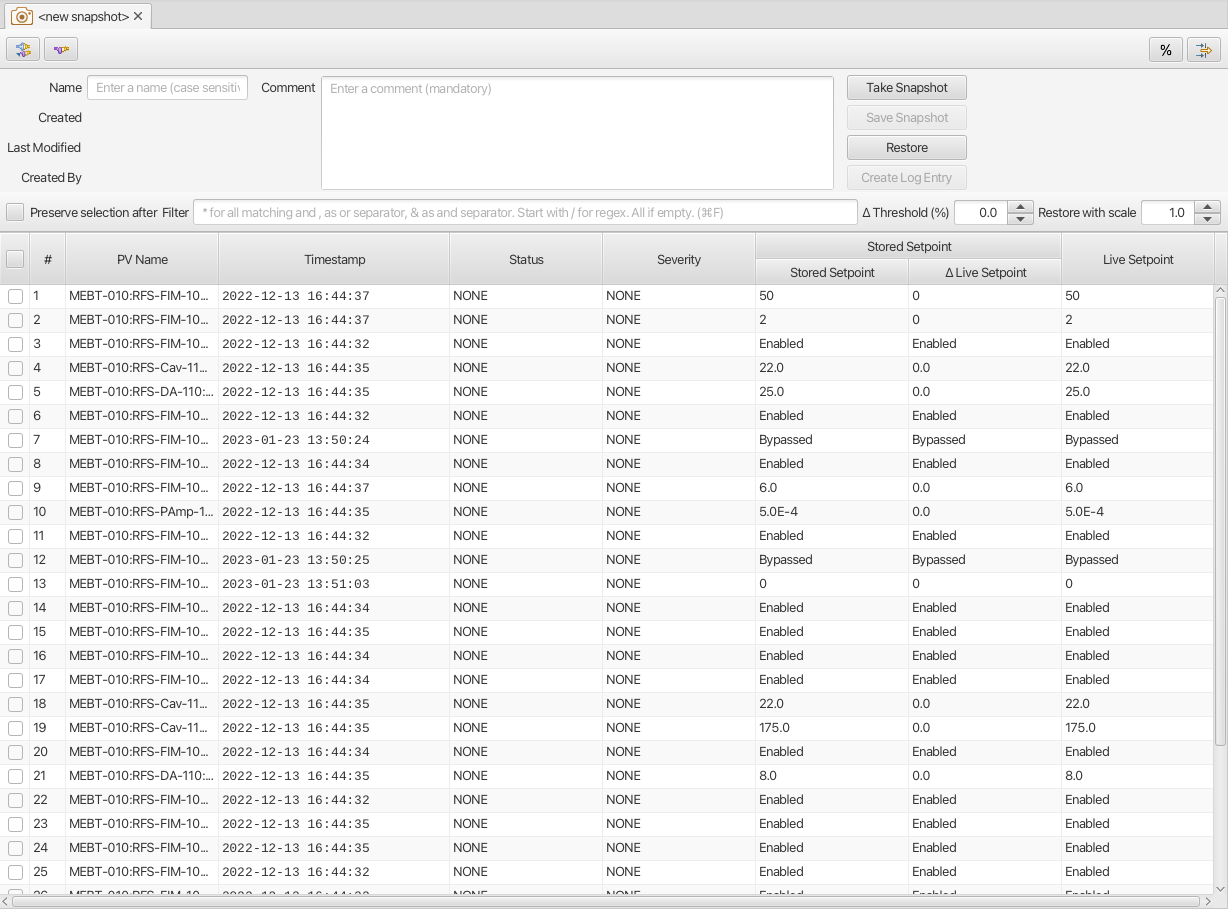 <new snapshot> ✕
%
Name Enter a name (case sensitiv Comment Enter a comment (mandatory) Take Snapshot
Created Save Snapshot
Last Modified Restore
Created By Create Log Entry
Preserve selection after Filter * for all matching and , as or separator, & as and separator. Start with / for regex. All if empty. (⌘F) Δ Threshold (%) 0.0 Restore with scale 1.0
# PV Name Timestamp Status Severity Stored Setpoint Live Setpoint
Stored Setpoint Δ Live Setpoint
1 MEBT-010:RFS-FIM-10... 2022-12-13 16:44:37 NONE NONE 50 0 50
2 MEBT-010:RFS-FIM-10... 2022-12-13 16:44:37 NONE NONE 2 0 2
3 MEBT-010:RFS-FIM-10... 2022-12-13 16:44:32 NONE NONE Enabled Enabled Enabled
4 MEBT-010:RFS-Cav-11... 2022-12-13 16:44:35 NONE NONE 22.0 0.0 22.0
5 MEBT-010:RFS-DA-110:... 2022-12-13 16:44:35 NONE NONE 25.0 0.0 25.0
6 MEBT-010:RFS-FIM-10... 2022-12-13 16:44:32 NONE NONE Enabled Enabled Enabled
7 MEBT-010:RFS-FIM-10... 2023-01-23 13:50:24 NONE NONE Bypassed Bypassed Bypassed
8 MEBT-010:RFS-FIM-10... 2022-12-13 16:44:34 NONE NONE Enabled Enabled Enabled
9 MEBT-010:RFS-FIM-10... 2022-12-13 16:44:37 NONE NONE 6.0 0.0 6.0
10 MEBT-010:RFS-PAmp-1... 2022-12-13 16:44:35 NONE NONE 5.0E-4 0.0 5.0E-4
11 MEBT-010:RFS-FIM-10... 2022-12-13 16:44:32 NONE NONE Enabled Enabled Enabled
12 MEBT-010:RFS-FIM-10... 2023-01-23 13:50:25 NONE NONE Bypassed Bypassed Bypassed
13 MEBT-010:RFS-FIM-10... 2023-01-23 13:51:03 NONE NONE 0 0 0
14 MEBT-010:RFS-FIM-10... 2022-12-13 16:44:34 NONE NONE Enabled Enabled Enabled
15 MEBT-010:RFS-FIM-10... 2022-12-13 16:44:35 NONE NONE Enabled Enabled Enabled
16 MEBT-010:RFS-FIM-10... 2022-12-13 16:44:34 NONE NONE Enabled Enabled Enabled
17 MEBT-010:RFS-FIM-10... 2022-12-13 16:44:34 NONE NONE Enabled Enabled Enabled
18 MEBT-010:RFS-Cav-11... 2022-12-13 16:44:35 NONE NONE 22.0 0.0 22.0
19 MEBT-010:RFS-Cav-11... 2022-12-13 16:44:35 NONE NONE 175.0 0.0 175.0
20 MEBT-010:RFS-FIM-10... 2022-12-13 16:44:34 NONE NONE Enabled Enabled Enabled
21 MEBT-010:RFS-DA-110:... 2022-12-13 16:44:35 NONE NONE 8.0 0.0 8.0
22 MEBT-010:RFS-FIM-10... 2022-12-13 16:44:32 NONE NONE Enabled Enabled Enabled
23 MEBT-010:RFS-FIM-10... 2022-12-13 16:44:35 NONE NONE Enabled Enabled Enabled
24 MEBT-010:RFS-FIM-10... 2022-12-13 16:44:35 NONE NONE Enabled Enabled Enabled
25 MEBT-010:RFS-FIM-10... 2022-12-13 16:44:32 NONE NONE Enabled Enabled Enabled